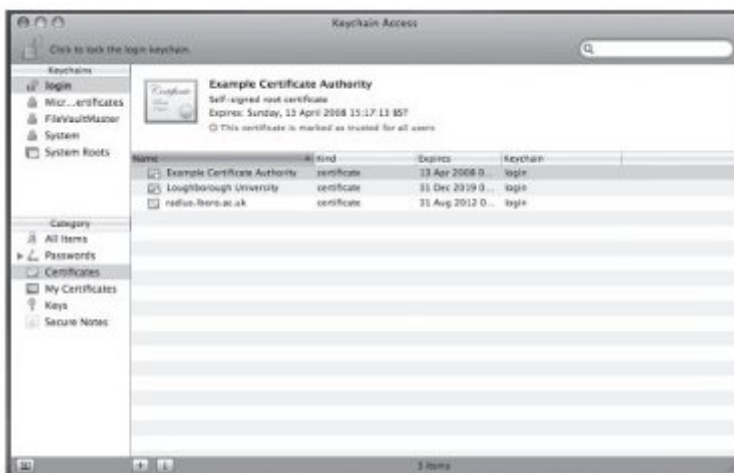 Keychain Access
Click to lock the login keychain.
Keychains
login
Micr...ertificates
FileVaultMaster
System
System Roots
Certificate
Example Certificate Authority
Self-signed root certificate
Expires: Sunday, 13 April 2008 15:17:13 BST
This certificate is marked as trusted for all users
Name Kind Expires Keychain
Example Certificate Authority certificate 13 Apr 2008 0... login
Loughborough University certificate 31 Dec 2019 0... login
radius.lboro.ac.uk certificate 31 Aug 2012 0... login
Category
All Items
Passwords
Certificates
My Certificates
Keys
Secure Notes
3 items